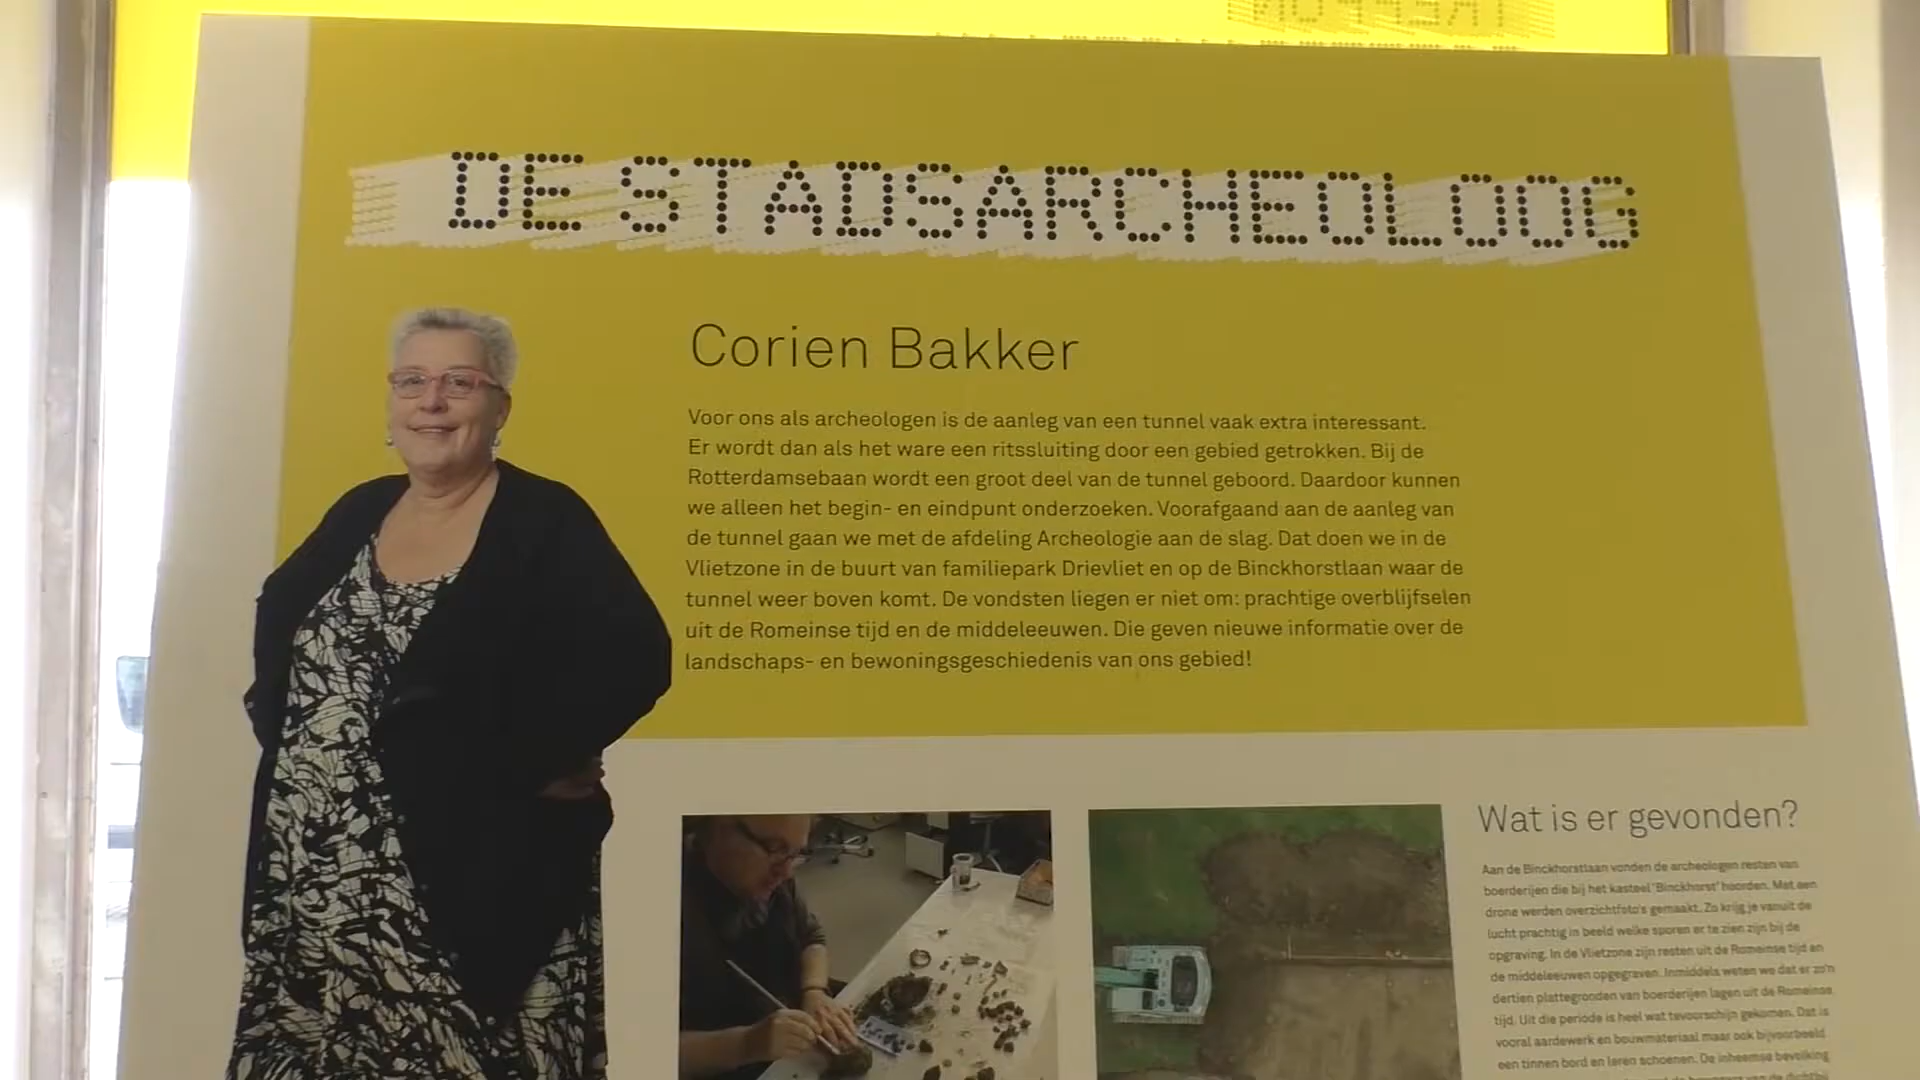 DE STADSARCHEOLOOG
Corien Bakker
Voor ons als archeologen is de aanleg van een tunnel vaak extra interessant.
Er wordt dan als het ware een ritssluiting door een gebied getrokken. Bij de
Rotterdamsebaan wordt een groot deel van de tunnel geboord. Daardoor kunnen
we alleen het begin- en eindpunt onderzoeken. Voorafgaand aan de aanleg van
de tunnel gaan we met de afdeling Archeologie aan de slag. Dat doen we in de
Vlietzone in de buurt van familiepark Drievliet en op de Binckhorstlaan waar de
tunnel weer boven komt. De vondsten liegen er niet om: prachtige overblijfselen
uit de Romeinse tijd en de middeleeuwen. Die geven nieuwe informatie over de
landschaps- en bewoningsgeschiedenis van ons gebied!
Wat is er gevonden?
Aan de Binckhorstlaan vonden de archeologen resten van
boerderijen die bij het kasteel 'Binckhorst' hoorden. Met een
drone werden overzichtfoto's gemaakt. Zo krijg je vanuit de
lucht prachtig in beeld welke sporen er te zien zijn bij de
opgraving. In de Vlietzone zijn resten uit de Romeinse tijd en
de middeleeuwen opgegraven. Inmiddels weten we dat er zo'n
dertien plattegronden van boerderijen lagen uit de Romeinse
tijd. Uit die periode is heel wat tevoorschijn gekomen. Dat is
vooral aardewerk en bouwmateriaal maar ook bijvoorbeeld
een tinnen bord en leren schoenen. De inheemse bevolking